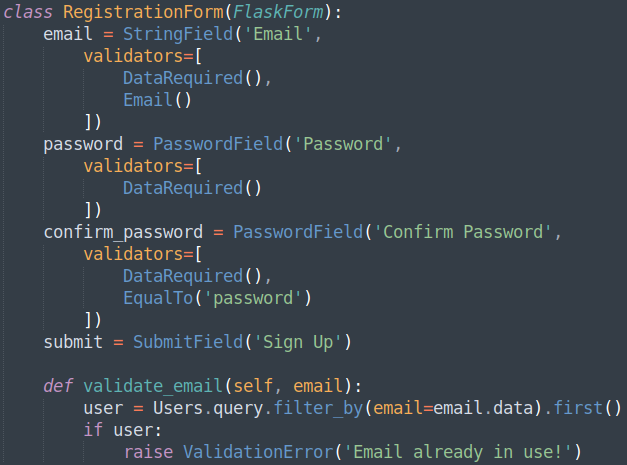 class RegistrationForm(FlaskForm):
    email = StringField('Email',
        validators=[
            DataRequired(),
            Email()
        ])
    password = PasswordField('Password',
        validators=[
            DataRequired()
        ])
    confirm_password = PasswordField('Confirm Password',
        validators=[
            DataRequired(),
            EqualTo('password')
        ])
    submit = SubmitField('Sign Up')

    def validate_email(self, email):
        user = Users.query.filter_by(email=email.data).first()
        if user:
            raise ValidationError('Email already in use!')